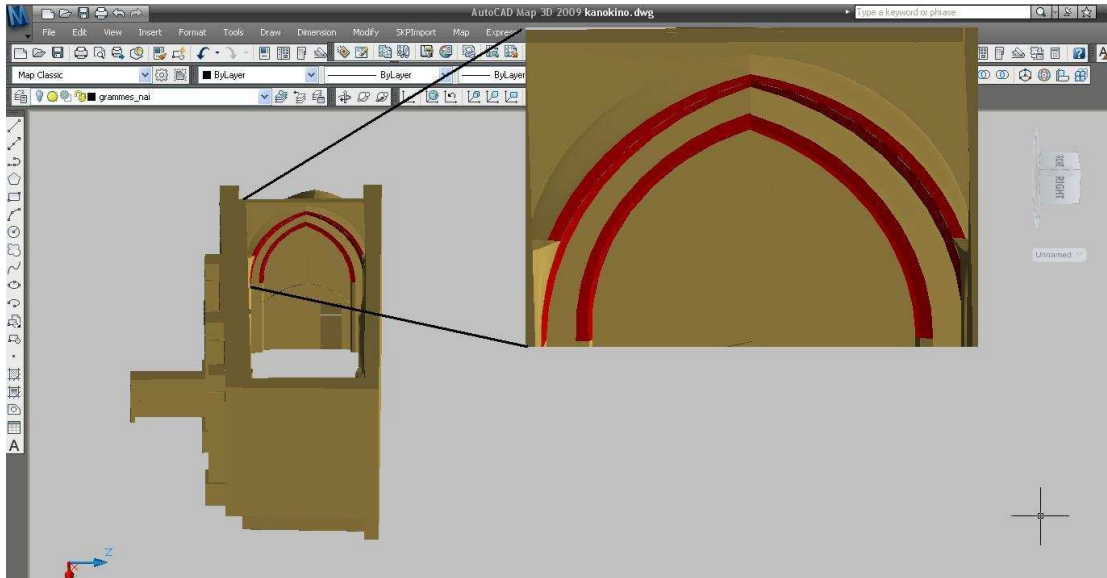 AutoCAD Map 3D 2009 kanokino.dwg
Type a keyword or phrase
File Edit View Insert Format Tools Draw Dimension Modify SKPImport Map Express
Map Classic ByLayer ByLayer ByLayer
grammes_nai
RIGHT
Unnamed
A
Z
X